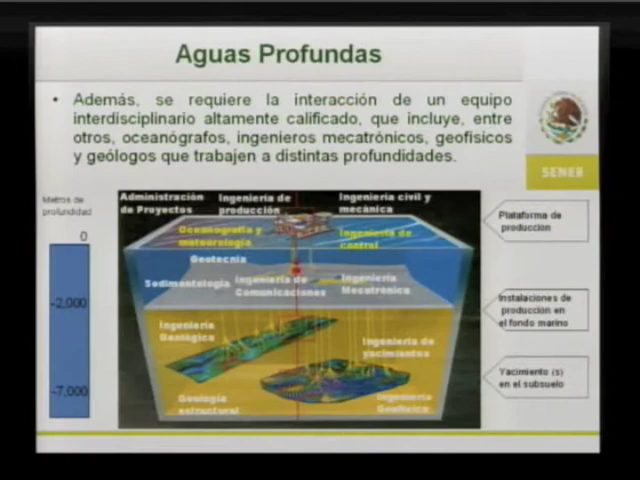 Aguas Profundas
• Además, se requiere la interacción de un equipo
interdisciplinario altamente calificado, que incluye, entre
otros, oceanógrafos, ingenieros mecatrónicos, geofísicos
y geólogos que trabajen a distintas profundidades.
SENER
Metros de
profundidad
0
-2,000
-7,000
Administración
de Proyectos
Ingeniería de
producción
Ingeniería civil y
mecánica
Oceanografía y
meteorología
Ingeniería de
control
Geotecnia
Sedimentología
Ingeniería de
Comunicaciones
Ingeniería
Mecatrónica
Ingeniería
Geológica
Ingeniería de
yacimientos
Geología
estructural
Ingeniería
Geofísica
Plataforma de
producción
Instalaciones de
producción en
el fondo marino
Yacimiento (s)
en el subsuelo